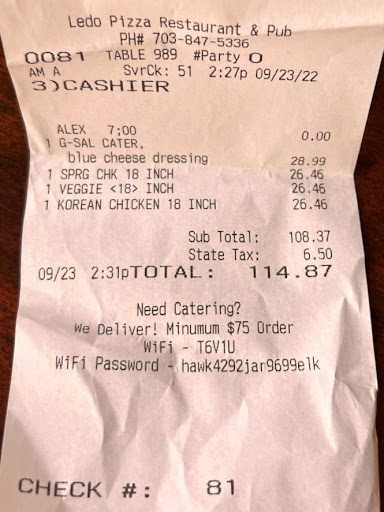 Ledo Pizza Restaurant & Pub
PH# 703-847-5336
0081 TABLE 989 #Party 0
AM A SvrCk: 51 2:27p 09/23/22
3)CASHIER
ALEX 7;00 0.00
1 G-SAL CATER,
blue cheese dressing 28.99
1 SPRG CHK 18 INCH 26.46
1 VEGGIE <18> INCH 26.46
1 KOREAN CHICKEN 18 INCH 26.46
Sub Total: 108.37
State Tax: 6.50
09/23 2:31pTOTAL: 114.87
Need Catering?
We Deliver! Minumum $75 Order
WiFi - T6V1U
WiFi Password - hawk4292jar9699elk
CHECK #: 81